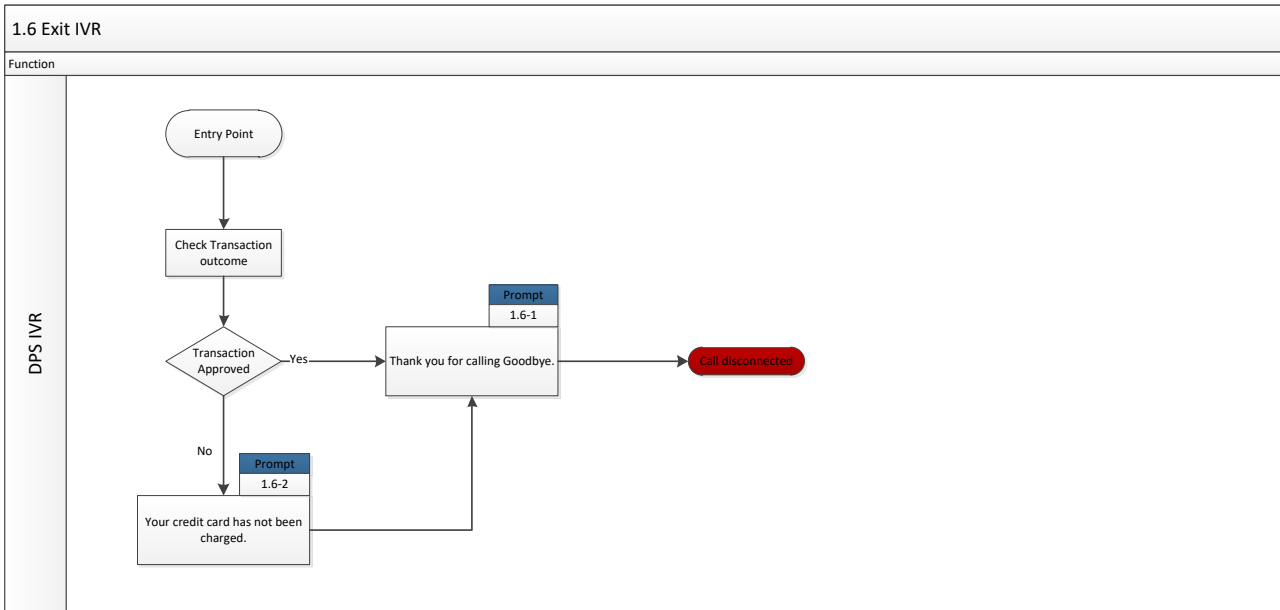 1.6 Exit IVR
Function
DPS IVR
Entry Point
Check Transaction
outcome
Transaction
Approved
Yes
Prompt
1.6-1
Thank you for calling Goodbye.
Call disconnected
No
Prompt
1.6-2
Your credit card has not been
charged.